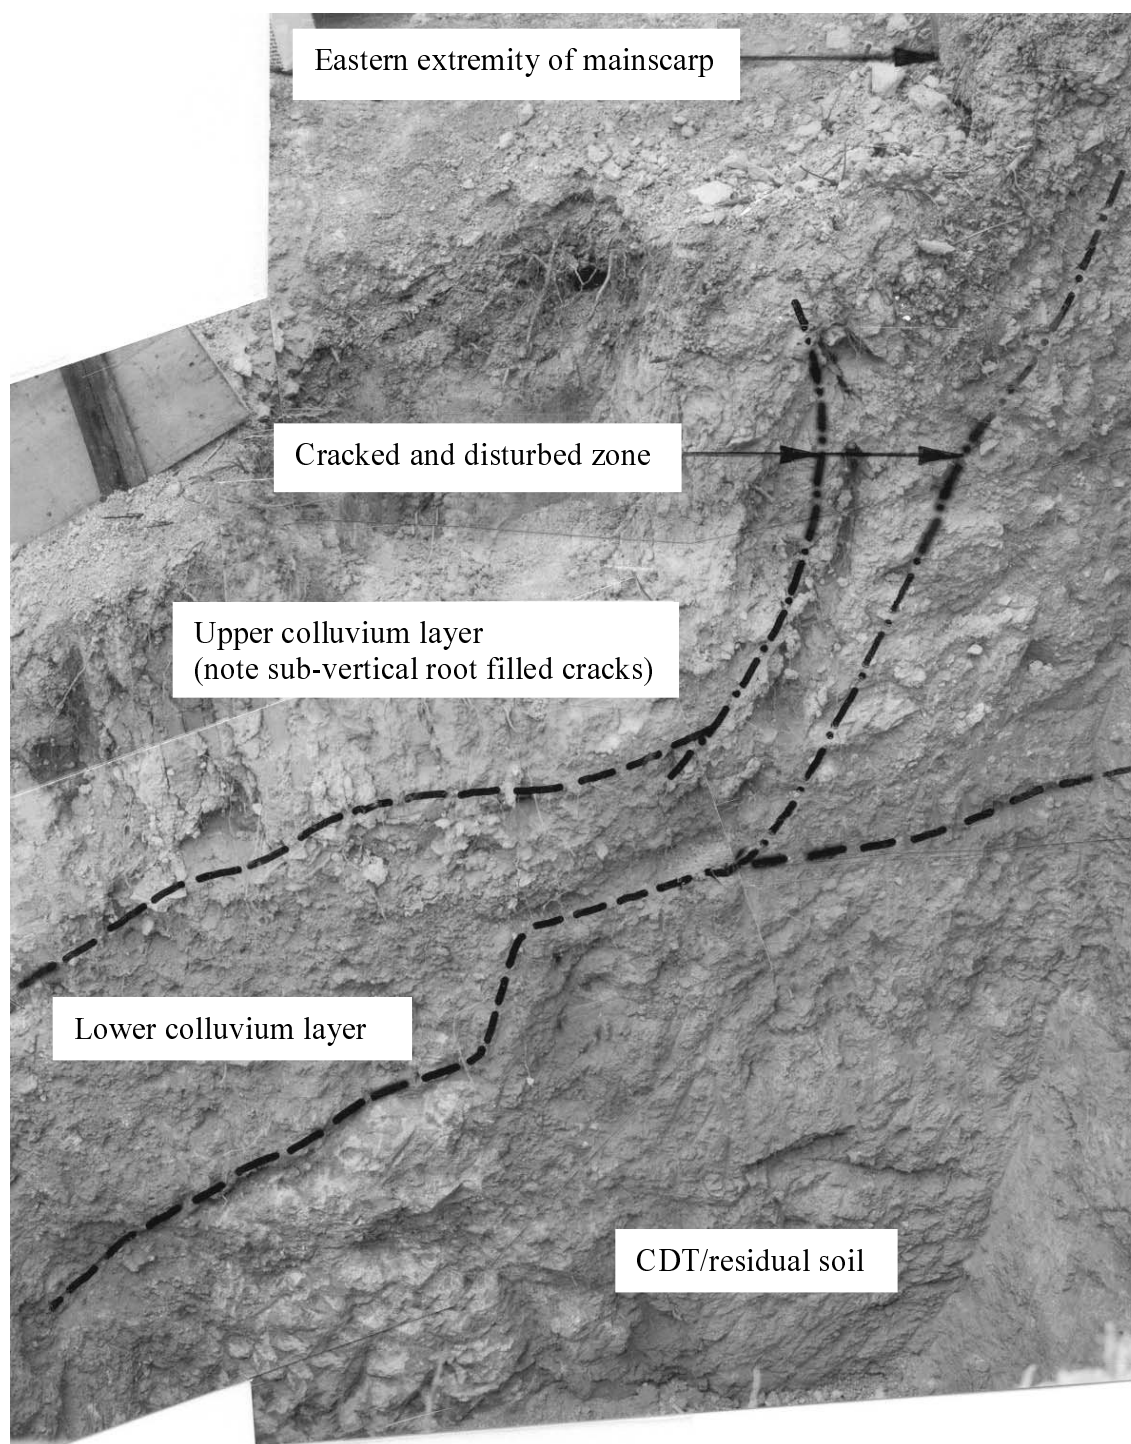 Eastern extremity of mainscarp
Cracked and disturbed zone
Upper colluvium layer
(note sub-vertical root filled cracks)
Lower colluvium layer
CDT/residual soil